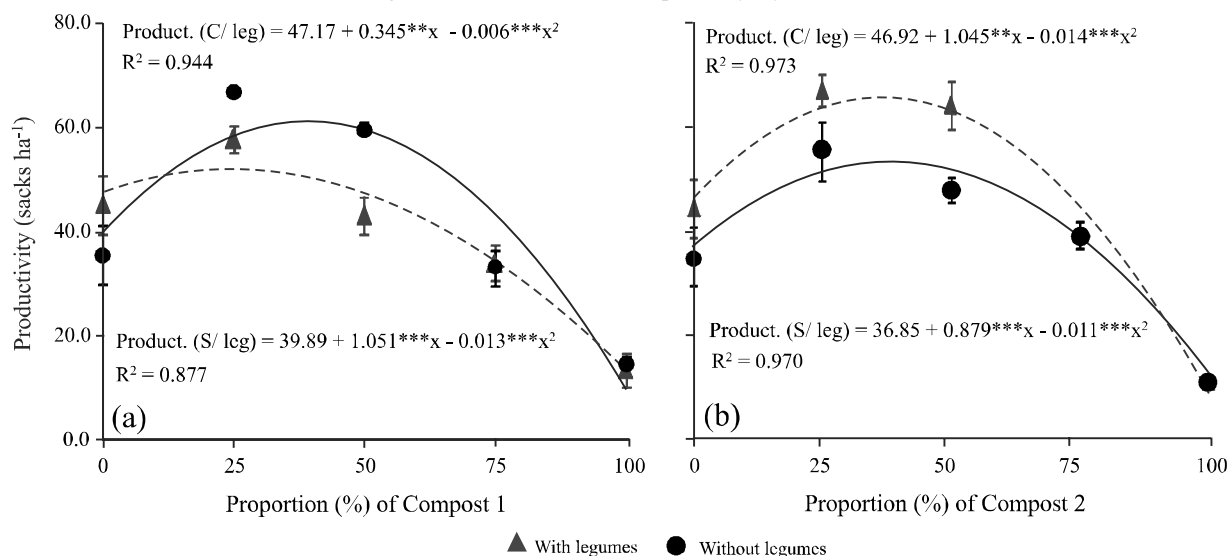 Productivity (sacks ha⁻¹)
80.0
60.0
40.0
20.0
0.0
Product. (C/ leg) = 47.17 + 0.345**x - 0.006***x²
R² = 0.944
Product. (S/ leg) = 39.89 + 1.051***x - 0.013***x²
R² = 0.877
(a)
0 25 50 75 100
Proportion (%) of Compost 1
Product. (C/ leg) = 46.92 + 1.045**x - 0.014***x²
R² = 0.973
Product. (S/ leg) = 36.85 + 0.879***x - 0.011***x²
R² = 0.970
(b)
0 25 50 75 100
Proportion (%) of Compost 2
With legumes Without legumes